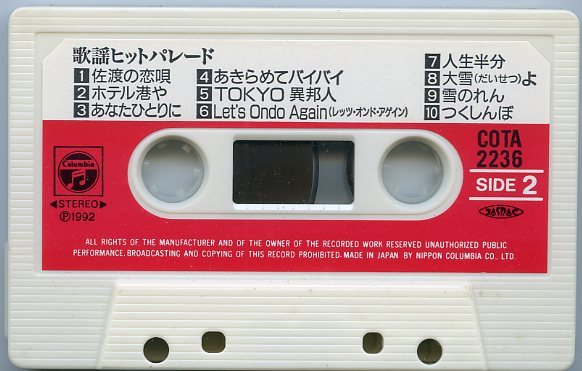 歌謡ヒットパレード
1 佐渡の恋唄
2 ホテル港や
3 あなたひとりに
4 あきらめてバイバイ
5 TOKYO 異邦人
6 Let's Ondo Again(レッツ・オンド・アゲイン)
7 人生半分
8 大雪(だいせつ)よ
9 雪のれん
10 つくしんぼ
Columbia
◀STEREO▶
Ⓟ1992
COTA
2236
SIDE 2
JASRAC
ALL RIGHTS OF THE MANUFACTURER AND OF THE OWNER OF THE RECORDED WORK RESERVED UNAUTHORIZED PUBLIC
PERFORMANCE. BROADCASTING AND COPYING OF THIS RECORD PROHIBITED·MADE IN JAPAN BY NIPPON COLUMBIA CO., LTD.